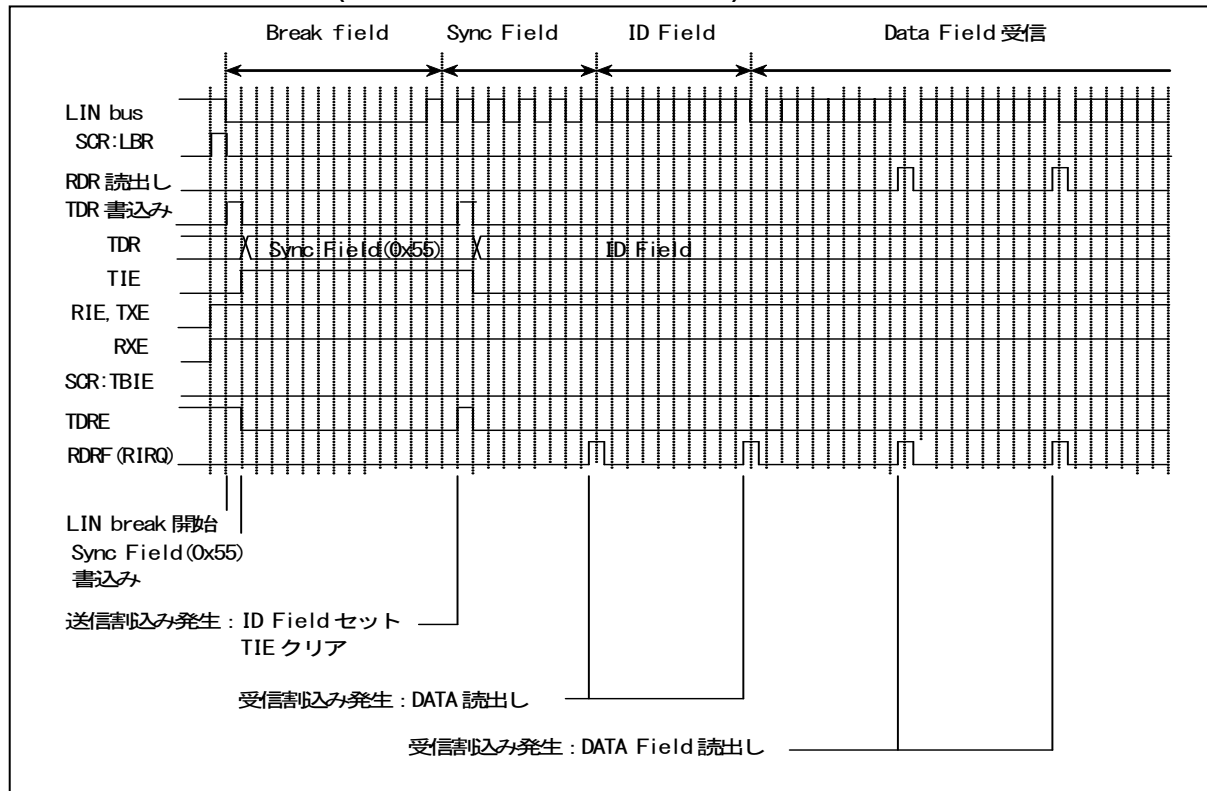 Break field Sync Field ID Field Data Field 受信
LIN bus
SCR:LBR
RDR 読出し
TDR 書込み
TDR Sync Field(0x55) ID Field
TIE
RIE, TXE
RXE
SCR:TBIE
TDRE
RDRF(RIRQ)
LIN break 開始
Sync Field(0x55)
書込み
送信割込み発生:ID Field セット
TIE クリア
受信割込み発生:DATA 読出し
受信割込み発生:DATA Field 読出し